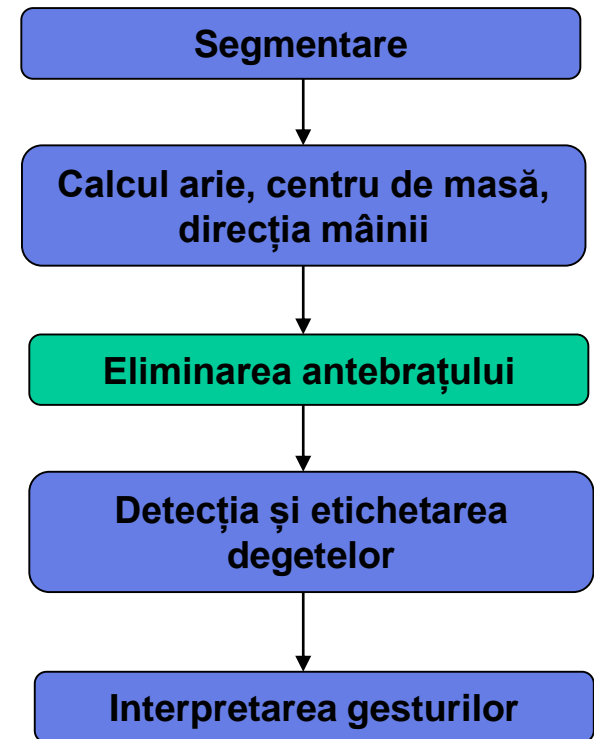 Segmentare
Calcul arie, centru de masă,
direcția mâinii
Eliminarea antebrațului
Detecția și etichetarea
degetelor
Interpretarea gesturilor